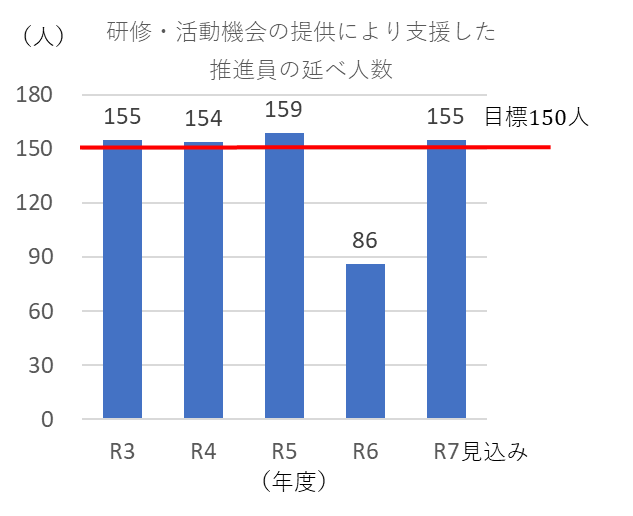 （人）
研修・活動機会の提供により支援した
推進員の延べ人数
180
150
120
90
60
30
0
155
154
159
86
155
目標150人
R3
R4
R5
R6
R7見込み
（年度）